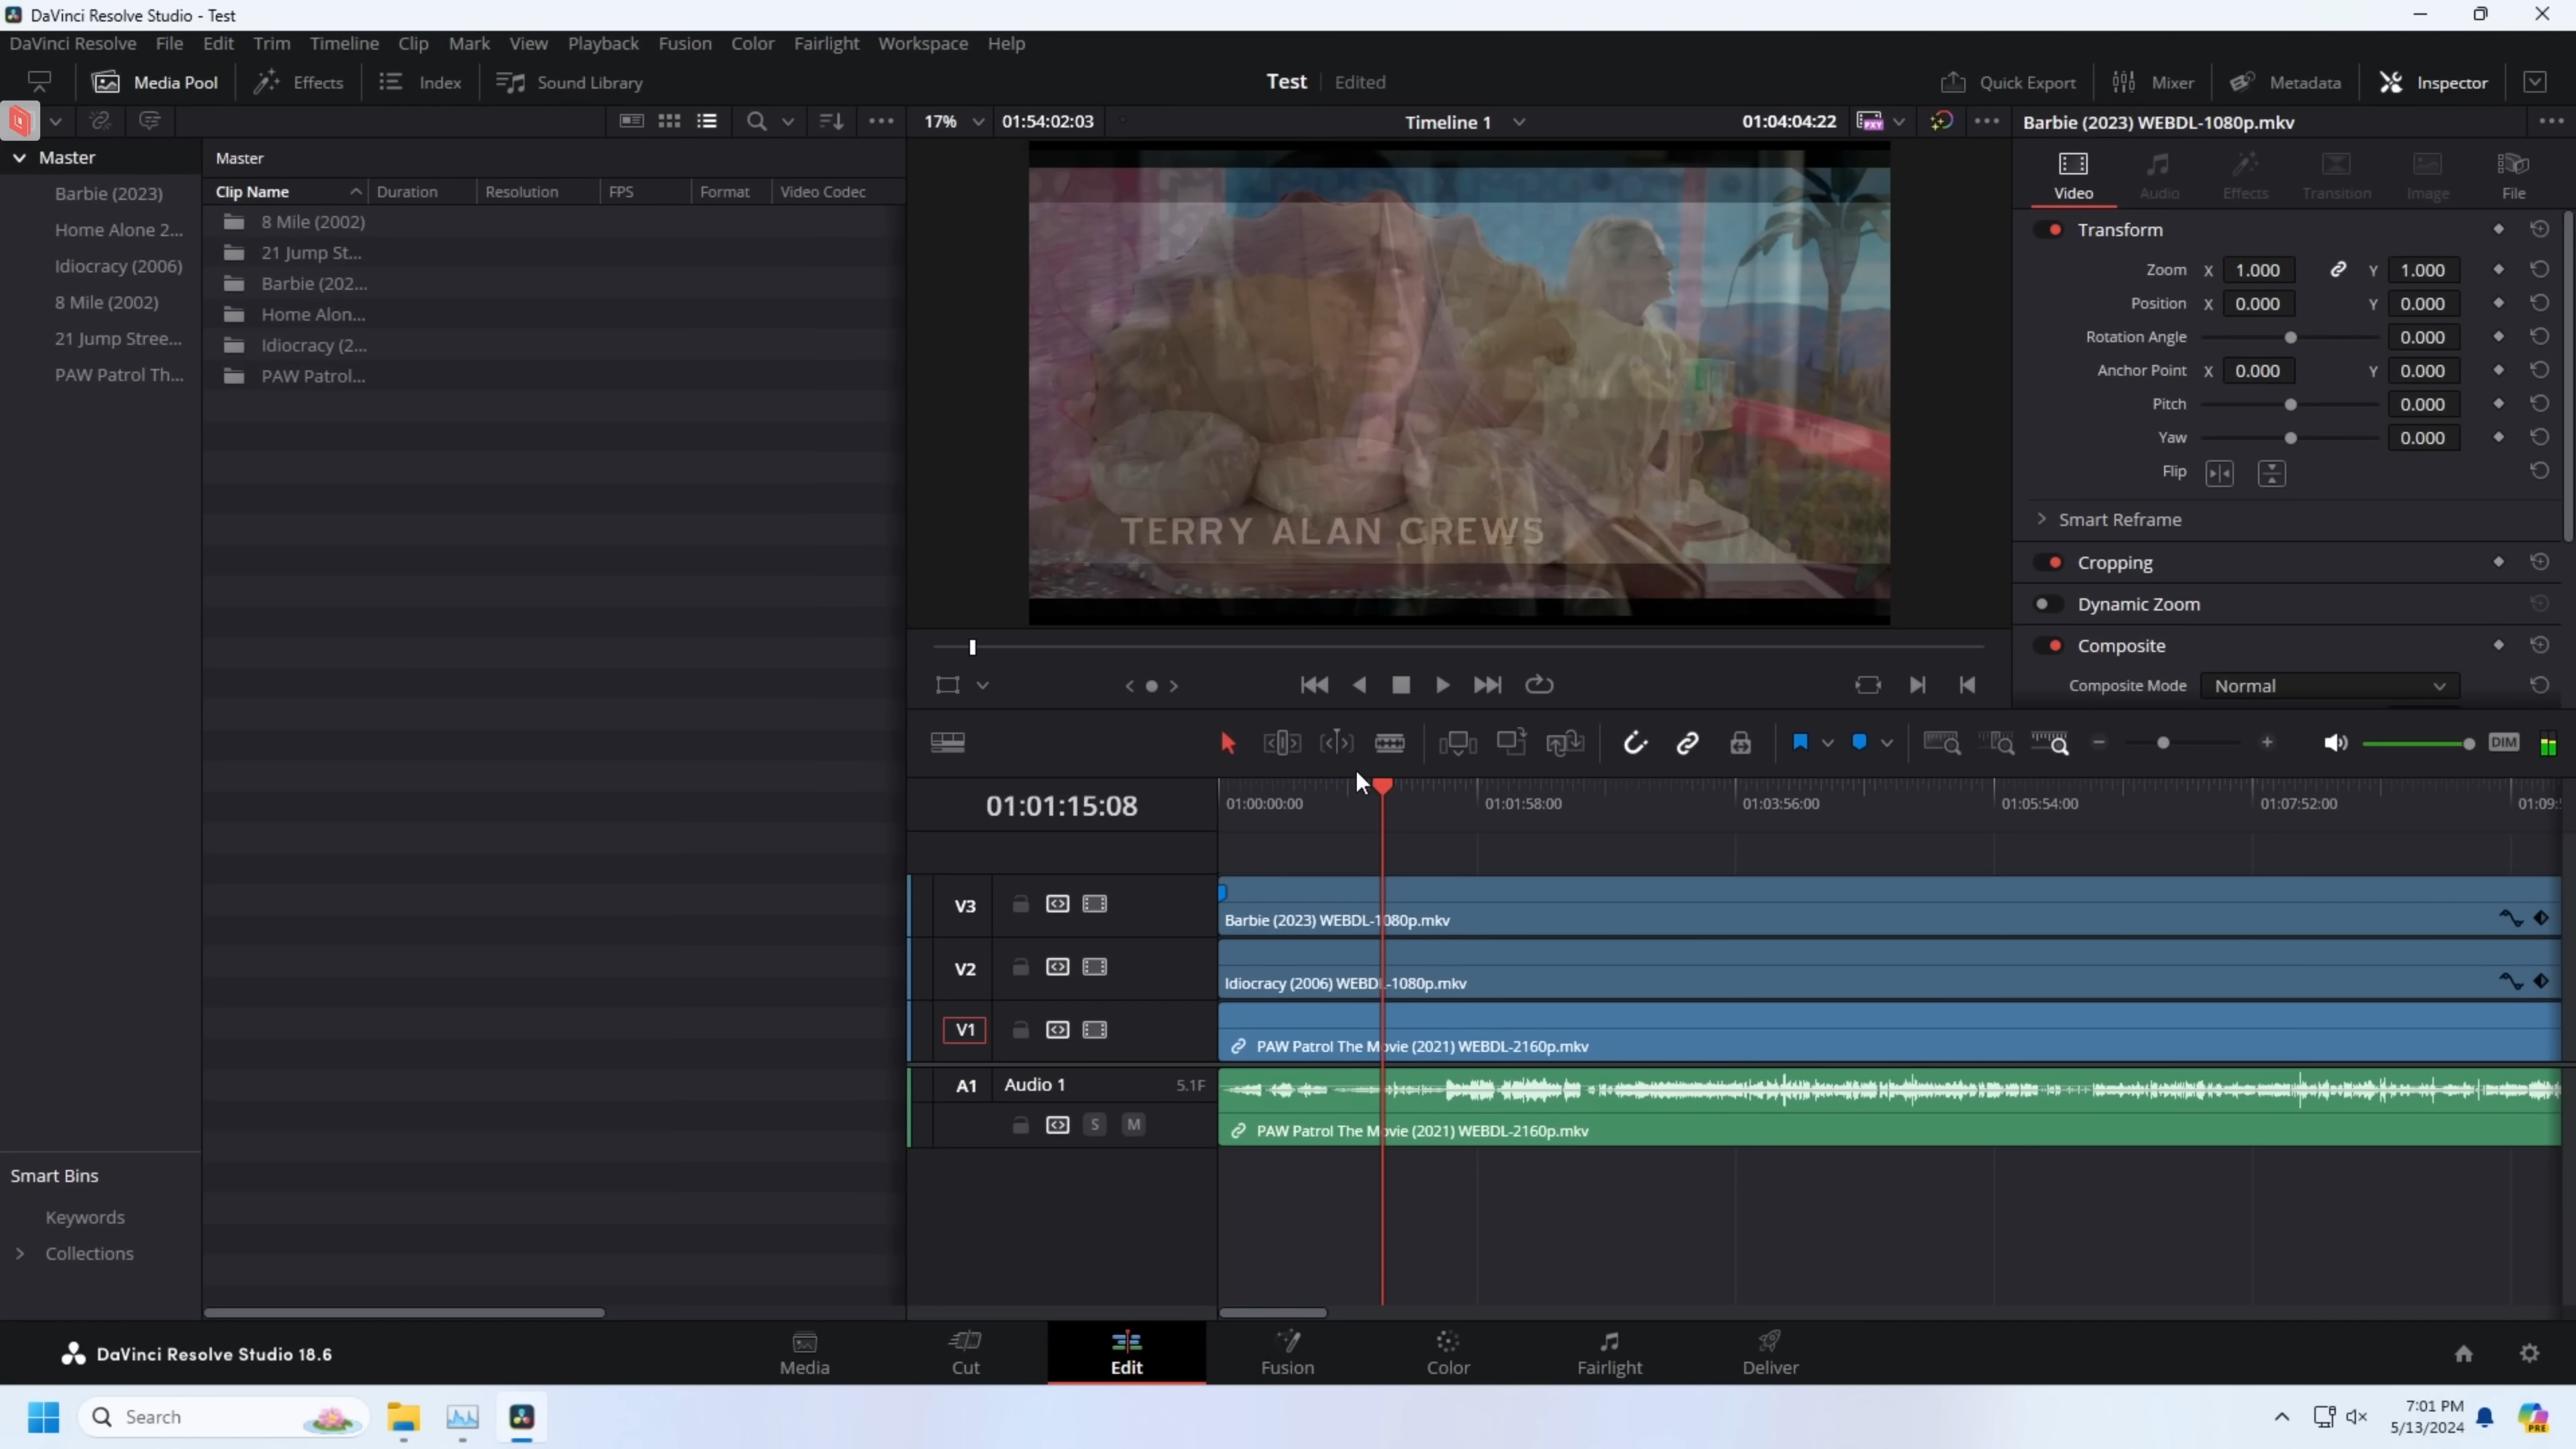 DaVinci Resolve Studio - Test
DaVinci Resolve File Edit Trim Timeline Clip Mark View Playback Fusion Color Fairlight Workspace Help
Media Pool Effects Index Sound Library Test Edited Quick Export Mixer Metadata Inspector
17% 01:54:02:03 Timeline 1 01:04:04:22 PXY Barbie (2023) WEBDL-1080p.mkv
Master Master
Video Audio Effects Transition Image File
Clip Name Duration Resolution FPS Format Video Codec
Barbie (2023)
Home Alone 2...
Idiocracy (2006)
8 Mile (2002)
21 Jump Stree...
PAW Patrol Th...
8 Mile (2002)
21 Jump St...
Barbie (202...
Home Alon...
Idiocracy (2...
PAW Patrol...
TERRY ALAN CREWS
Transform
Zoom X 1.000 Y 1.000
Position X 0.000 Y 0.000
Rotation Angle 0.000
Anchor Point X 0.000 Y 0.000
Pitch 0.000
Yaw 0.000
Flip
Smart Reframe
Cropping
Dynamic Zoom
Composite
Composite Mode Normal
DIM
01:01:15:08 01:00:00:00 01:01:58:00 01:03:56:00 01:05:54:00 01:07:52:00 01:09:
V3 Barbie (2023) WEBDL-1080p.mkv
V2 Idiocracy (2006) WEBDL-1080p.mkv
V1 PAW Patrol The Movie (2021) WEBDL-2160p.mkv
A1 Audio 1 5.1F
S M PAW Patrol The Movie (2021) WEBDL-2160p.mkv
Smart Bins
Keywords
Collections
DaVinci Resolve Studio 18.6 Media Cut Edit Fusion Color Fairlight Deliver
Search 7:01 PM
5/13/2024 PRE